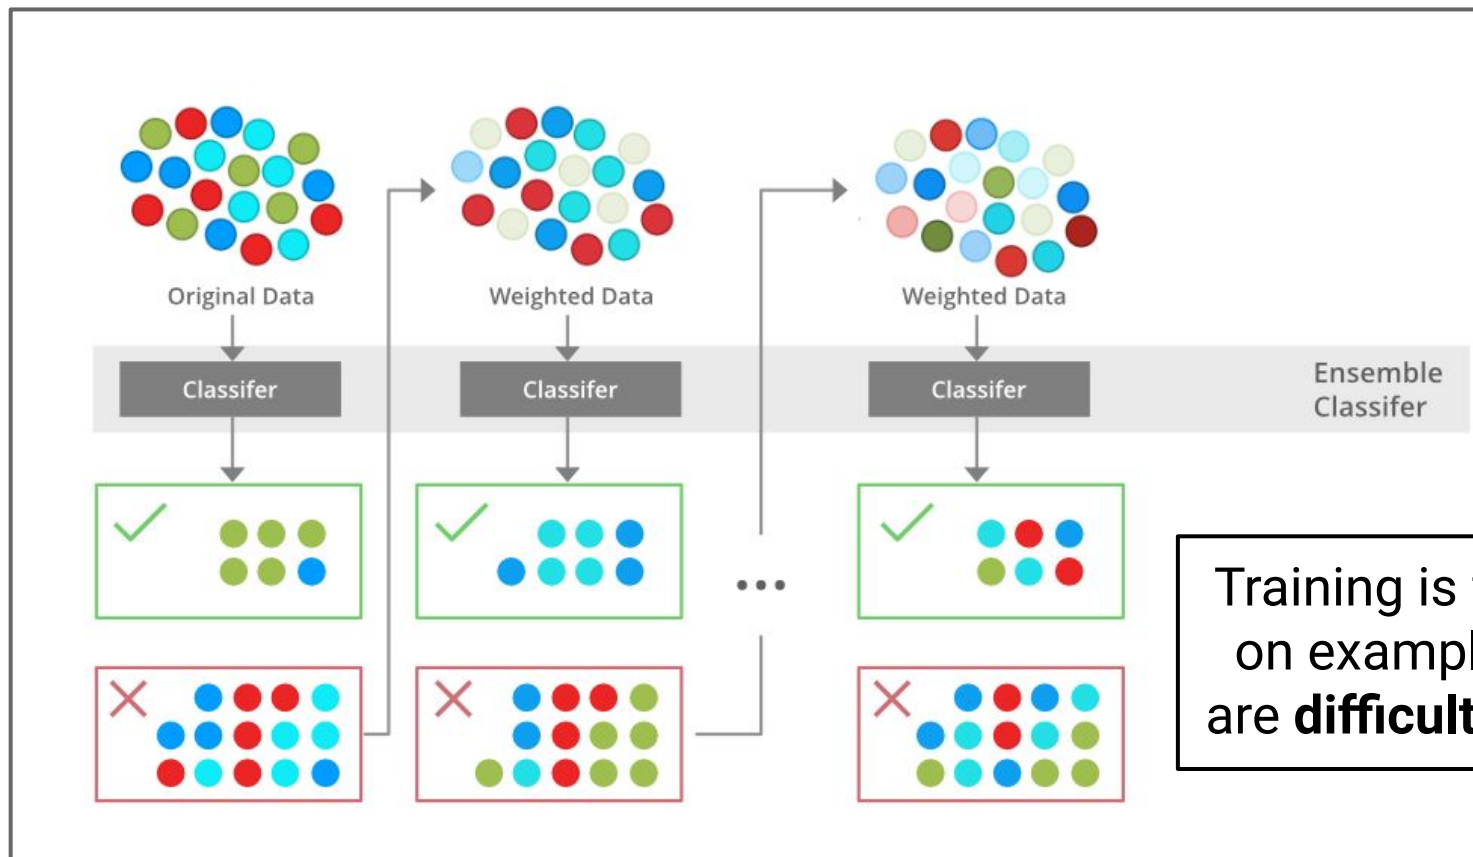 Original Data
Weighted Data
Weighted Data
Classifer
Classifer
Classifer
Ensemble
Classifer
...
Training is
on exampl
are difficult